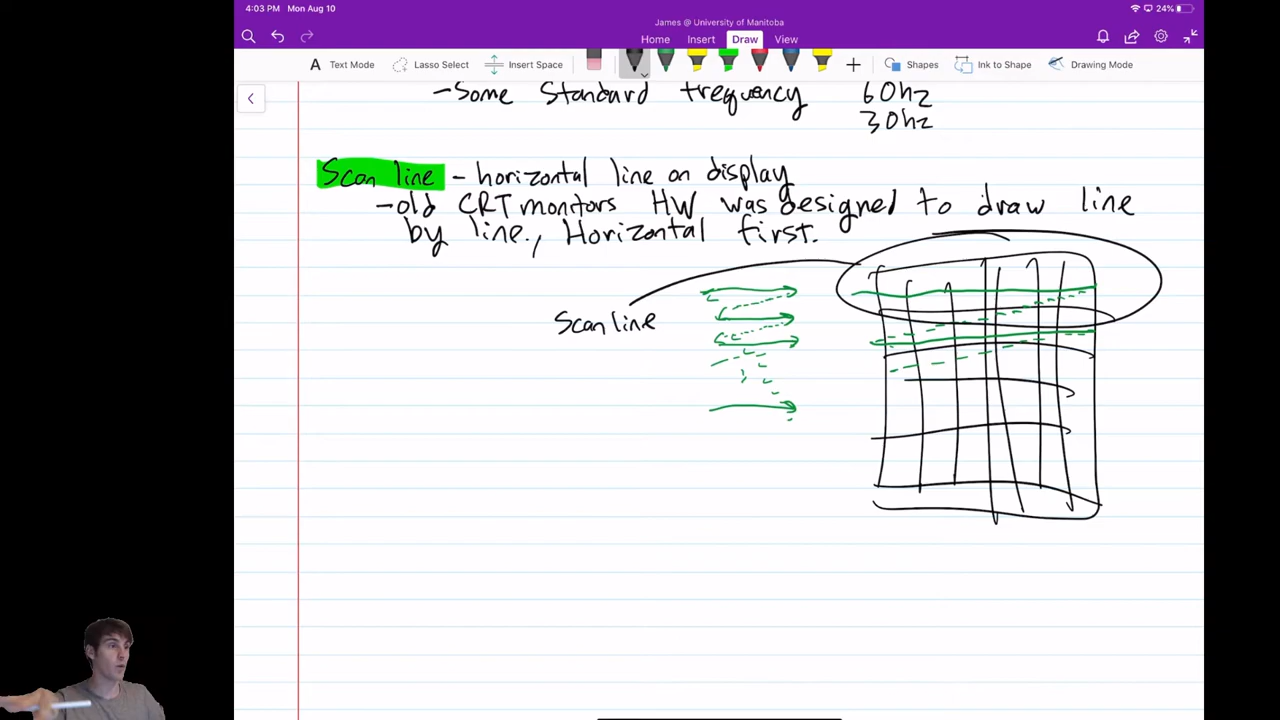 4:03 PM Mon Aug 10
24%
James @ University of Manitoba
Home Insert Draw View
Text Mode Lasso Select Insert Space Shapes Ink to Shape Drawing Mode
-Some Standard frequency 60hz
30hz
Scan line - horizontal line on display
-old CRT monitors HW was designed to draw line
by line., Horizontal first.
Scan line